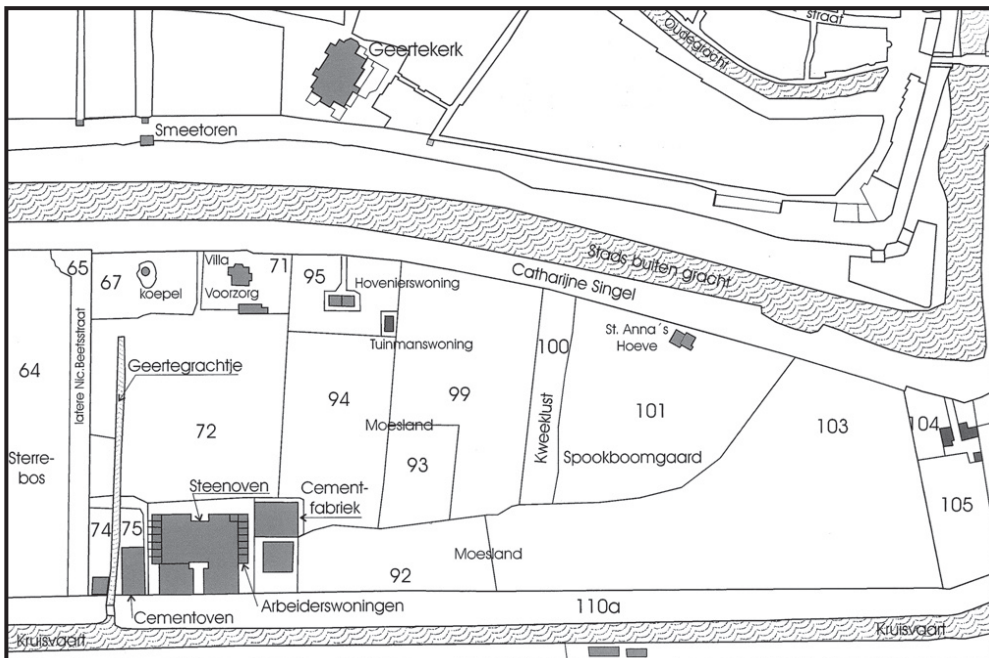 straat
Oudegracht
Geertekerk
Smeetoren
Stads buiten gracht
Catharijne Singel
65
67
koepel
Villa
Voorzorg
71
95
Hovenierswoning
Tuinmanswoning
100
St. Anna´s
Hoeve
64
latere Nic.Beetsstraat
Geertegrachtje
72
94
99
Kweeklust
101
103
104
Moesland
93
Spookboomgaard
Sterre-
bos
Steenoven
Cement-
fabriek
105
74
75
Moesland
92
Cementoven
Arbeiderswoningen
110a
Kruisvaart
Kruisvaart